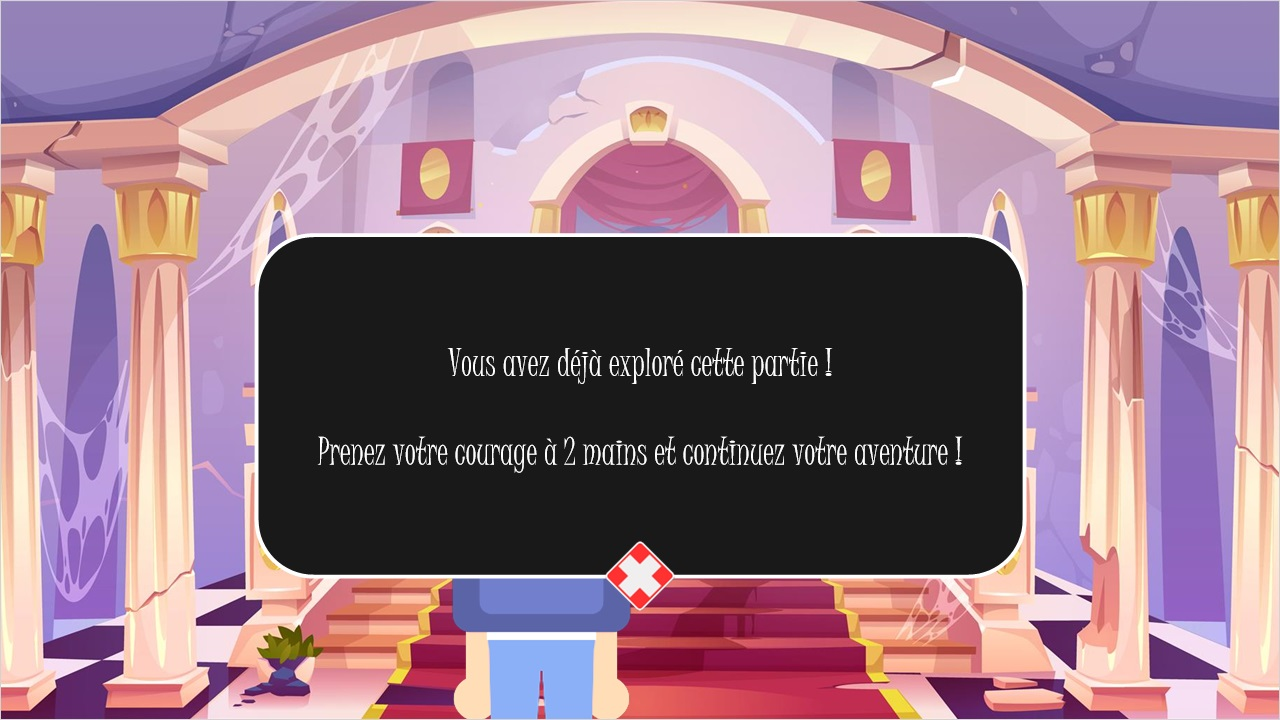 Vous avez déjà exploré cette partie !
Prenez votre courage à 2 mains et continuez votre aventure !